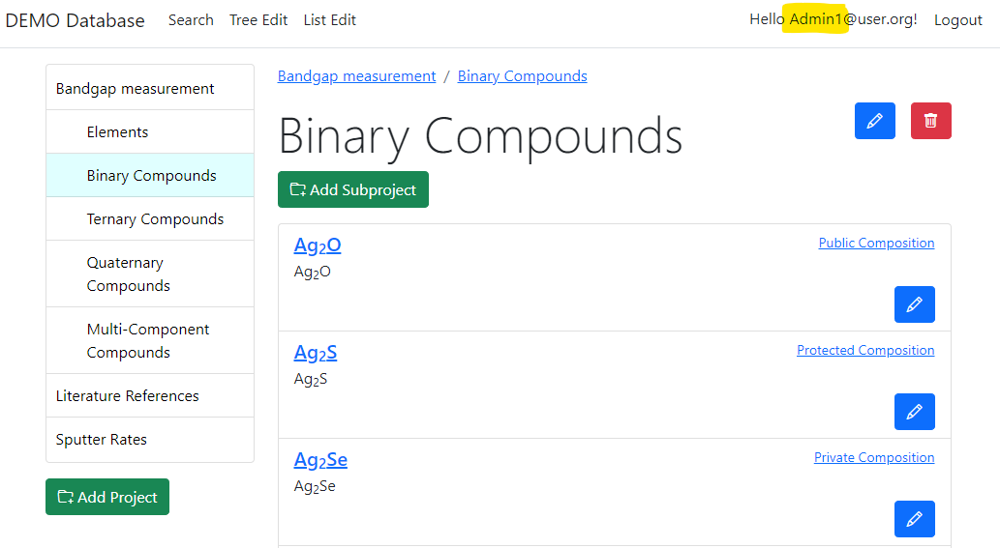 DEMO Database Search Tree Edit List Edit Hello Admin1@user.org! Logout
Bandgap measurement
Elements
Binary Compounds
Ternary Compounds
Quaternary
Compounds
Multi-Component
Compounds
Literature References
Sputter Rates
Add Project
Bandgap measurement / Binary Compounds
Binary Compounds
Add Subproject
Ag₂O Public Composition
Ag₂O
Ag₂S Protected Composition
Ag₂S
Ag₂Se Private Composition
Ag₂Se